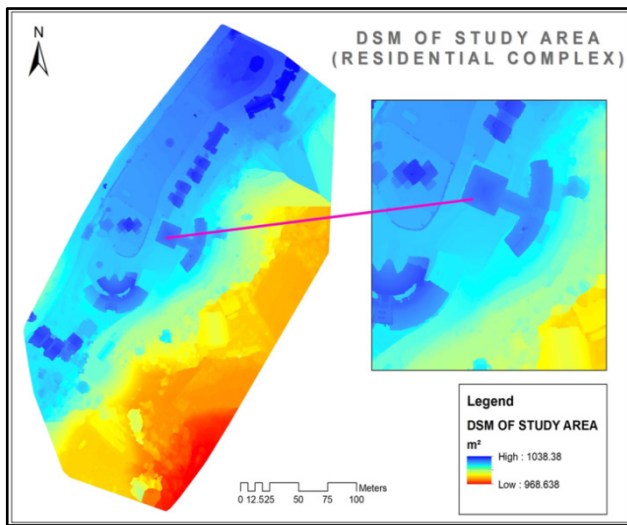 N
DSM OF STUDY AREA
(RESIDENTIAL COMPLEX)
Legend
DSM OF STUDY AREA
m²
High : 1038.38
Low : 968.638
Meters
0 12.525 50 75 100